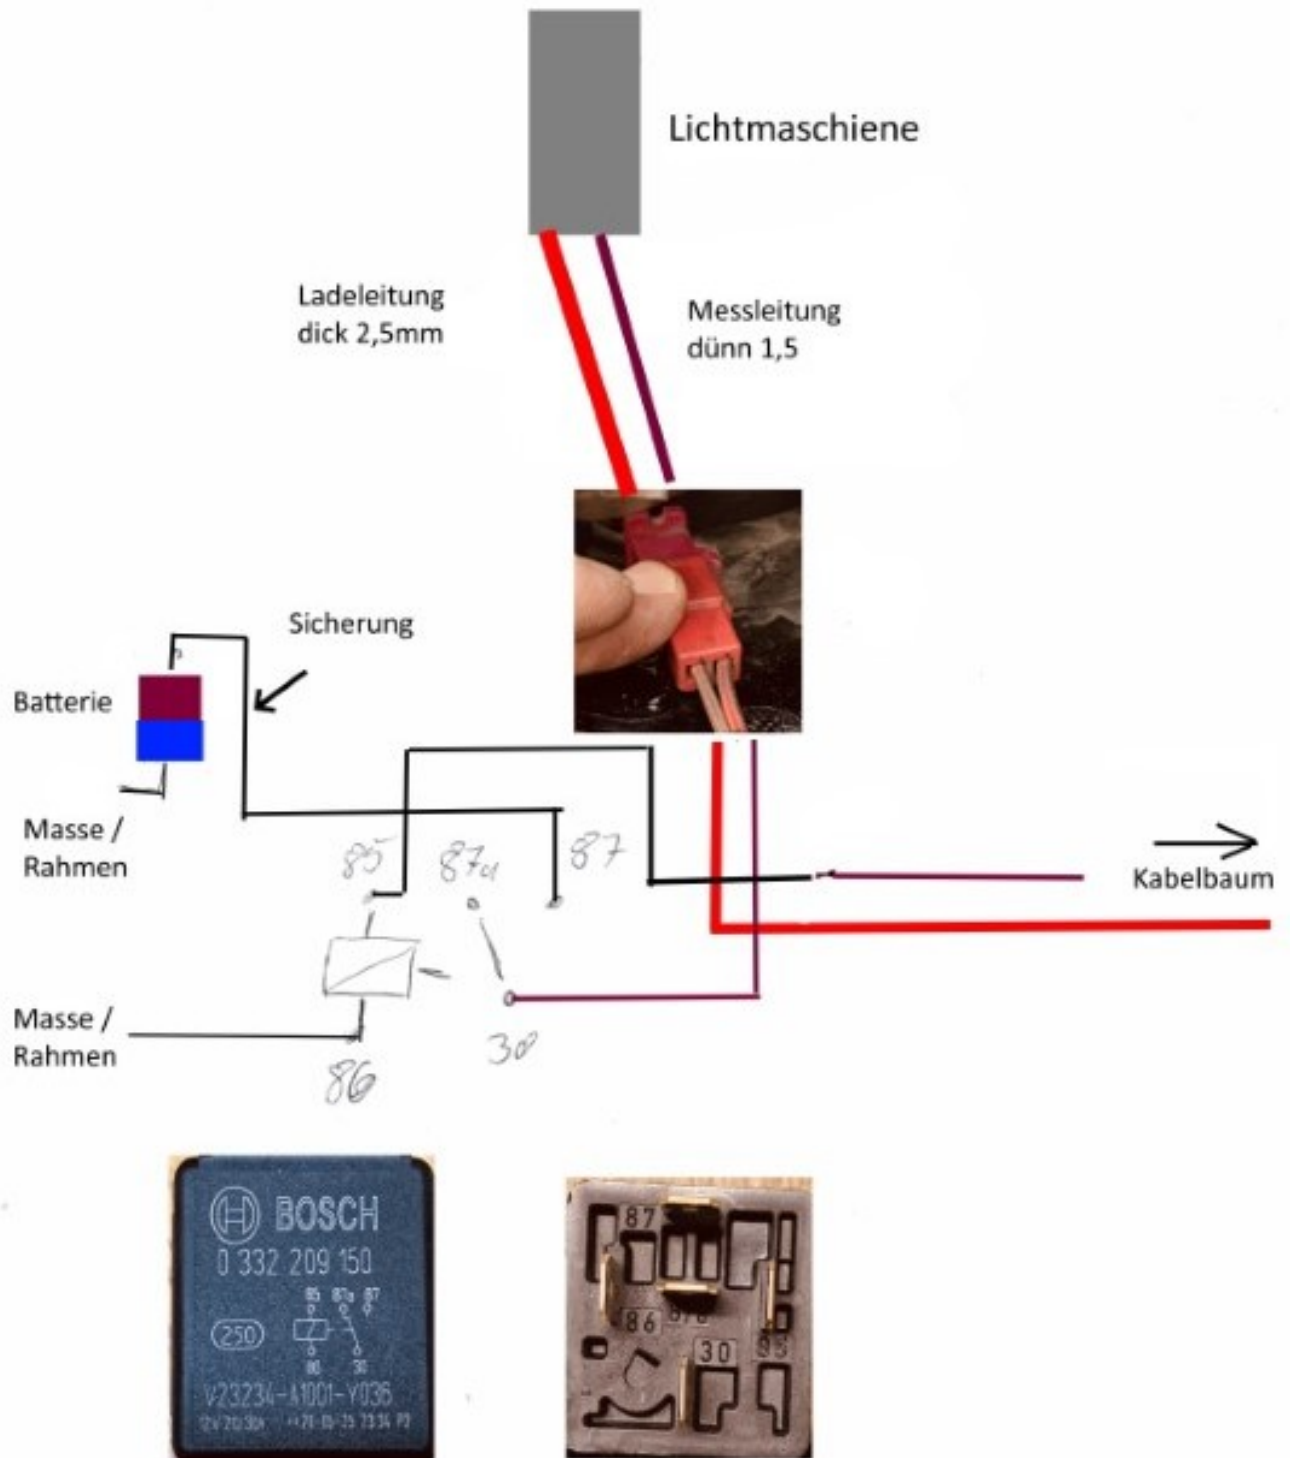 Lichtmaschiene
Ladeleitung
dick 2,5mm
Messleitung
dünn 1,5
Sicherung
Batterie
Masse /
Rahmen
85
87a
87
Kabelbaum
Masse /
Rahmen
86
30
BOSCH
0 332 209 150
85 87a 87
250
86 30
V23234-A1001-Y036
87
86
30
85